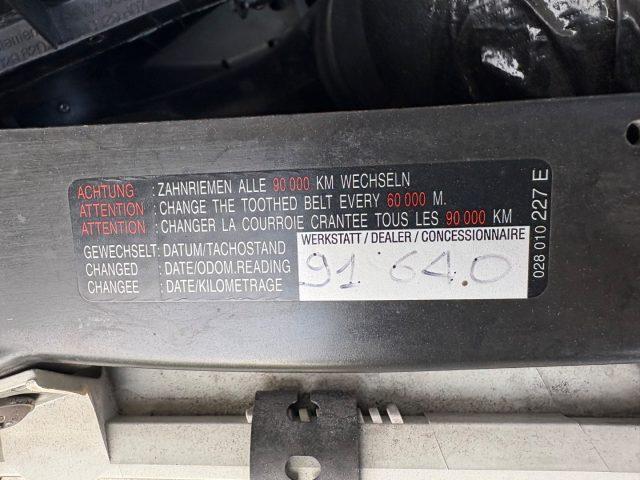 ACHTUNG : ZAHNRIEMEN ALLE 90 000 KM WECHSELN
ATTENTION : CHANGE THE TOOTHED BELT EVERY 60 000 M.
ATTENTION : CHANGER LA COURROIE CRANTEE TOUS LES 90 000 KM
GEWECHSELT: DATUM/TACHOSTAND
CHANGED : DATE/ODOM.READING
CHANGEE : DATE/KILOMETRAGE
WERKSTATT / DEALER / CONCESSIONNAIRE
91 640
028 010 227 E